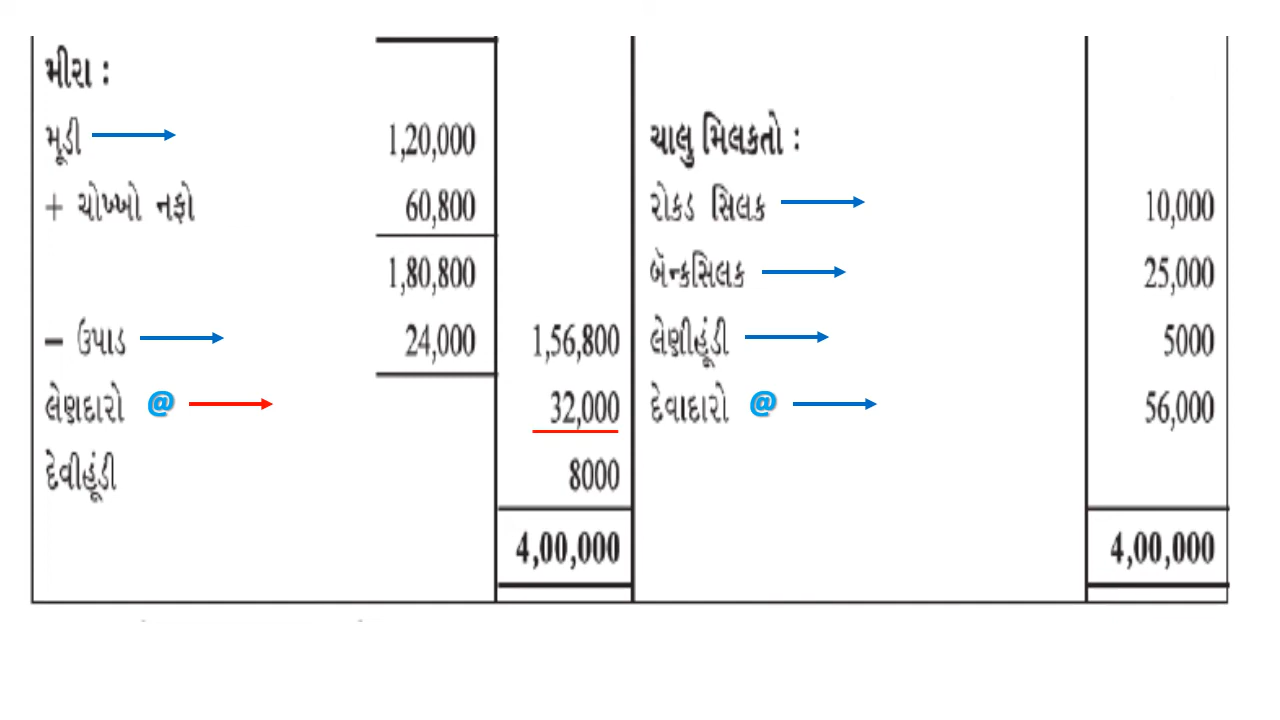 મીરા :
મૂડી 1,20,000
+ ચોખ્ખો નફો 60,800
1,80,800
– ઉપાડ 24,000 1,56,800
લેણદારો @ 32,000
દેવીહૂંડી 8000
4,00,000
ચાલુ મિલકતો :
રોકડ સિલક 10,000
બૅન્કસિલક 25,000
લેણીહૂંડી 5000
દેવાદારો @ 56,000
4,00,000